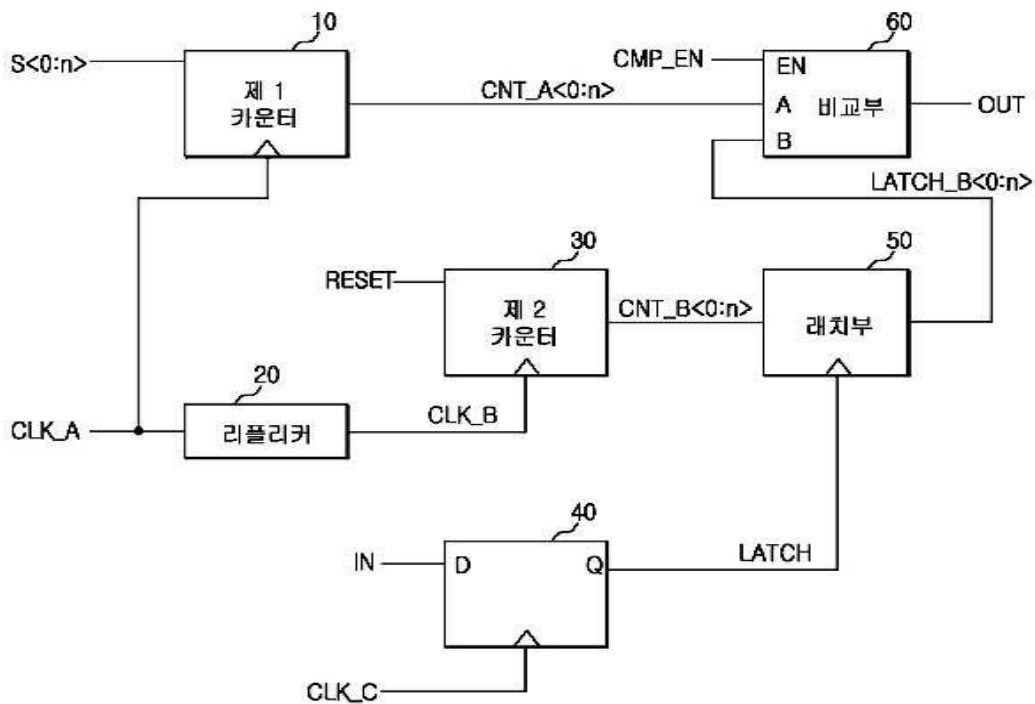 10
S<0:n>
제 1
카운터
CNT_A<0:n>
60
CMP_EN
EN
A
비교부
B
OUT
LATCH_B<0:n>
30
RESET
제 2
카운터
CNT_B<0:n>
50
래치부
20
CLK_A
리플리커
CLK_B
40
IN
D
Q
LATCH
CLK_C